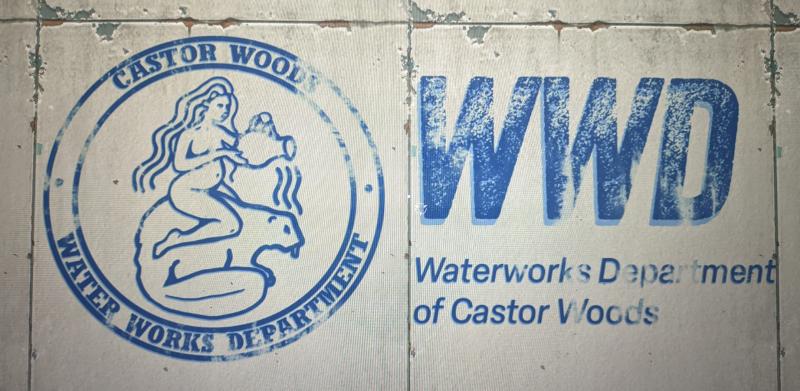 CASTOR WOODS
WATER WORKS DEPARTMENT
WWD
Waterworks Department
of Castor Woods